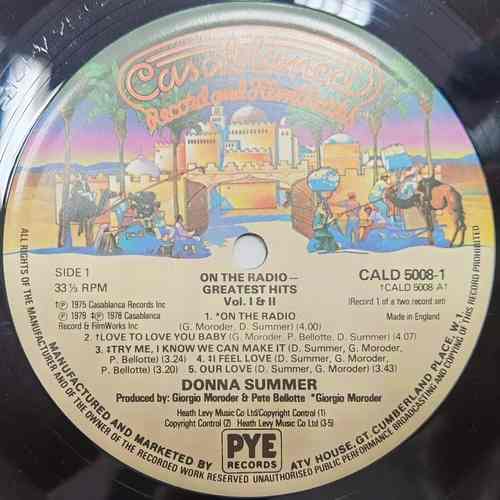 Casablanca
Record and FilmWorks
SIDE 1
33⅓ RPM
ON THE RADIO—
GREATEST HITS
Vol. I & II
CALD 5008-1
†CALD 5008 A1
(Record 1 of a two record set)
Made in England
†Ⓟ 1975 Casablanca Records Inc
Ⓟ 1979 ‡Ⓟ 1978 Casablanca
Record & FilmWorks Inc.
1. *ON THE RADIO
(G. Moroder, D. Summer) (4.00)
2. †LOVE TO LOVE YOU BABY (G. Moroder, P. Bellotte, D. Summer) (4.07)
3. ‡TRY ME, I KNOW WE CAN MAKE IT (D. Summer, G. Moroder,
P. Bellotte) (3.24) 4. ‡I FEEL LOVE (D. Summer, G. Moroder,
P. Bellotte) (3.20) 5. OUR LOVE (D. Summer, G. Moroder) (3.43)
DONNA SUMMER
Produced by: Giorgio Moroder & Pete Bellotte *Giorgio Moroder
Heath Levy Music Co Ltd/Copyright Control (1)
Copyright Control (2) Heath Levy Music Co Ltd (3-5)
PYE
RECORDS
MANUFACTURED AND MARKETED BY
ATV HOUSE, GT CUMBERLAND PLACE, W.1.
ALL RIGHTS OF THE MANUFACTURER AND OF THE OWNER OF THE RECORDED WORK RESERVED UNAUTHORISED PUBLIC PERFORMANCE BROADCASTING AND COPYING OF THIS RECORD PROHIBITED